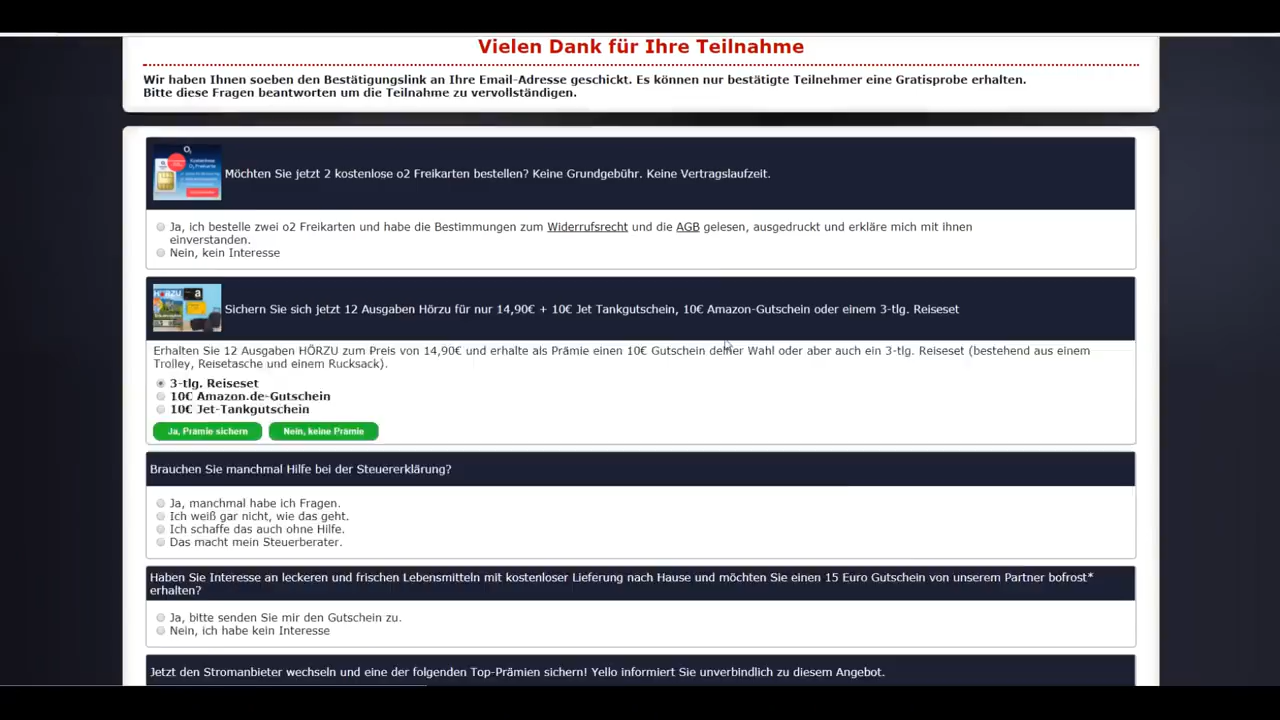 Vielen Dank für Ihre Teilnahme
Wir haben Ihnen soeben den Bestätigungslink an Ihre Email-Adresse geschickt. Es können nur bestätigte Teilnehmer eine Gratisprobe erhalten.
Bitte diese Fragen beantworten um die Teilnahme zu vervollständigen.
O₂
Kostenlose
O₂ Freikarte
Möchten Sie jetzt 2 kostenlose o2 Freikarten bestellen? Keine Grundgebühr. Keine Vertragslaufzeit.
Ja, ich bestelle zwei o2 Freikarten und habe die Bestimmungen zum Widerrufsrecht und die AGB gelesen, ausgedruckt und erkläre mich mit ihnen
einverstanden.
Nein, kein Interesse
HÖRZU
Sichern Sie sich jetzt 12 Ausgaben Hörzu für nur 14,90€ + 10€ Jet Tankgutschein, 10€ Amazon-Gutschein oder einem 3-tlg. Reiseset
Erhalten Sie 12 Ausgaben HÖRZU zum Preis von 14,90€ und erhalte als Prämie einen 10€ Gutschein deiner Wahl oder aber auch ein 3-tlg. Reiseset (bestehend aus einem
Trolley, Reisetasche und einem Rucksack).
3-tlg. Reiseset
10€ Amazon.de-Gutschein
10€ Jet-Tankgutschein
Ja, Prämie sichern Nein, keine Prämie
Brauchen Sie manchmal Hilfe bei der Steuererklärung?
Ja, manchmal habe ich Fragen.
Ich weiß gar nicht, wie das geht.
Ich schaffe das auch ohne Hilfe.
Das macht mein Steuerberater.
Haben Sie Interesse an leckeren und frischen Lebensmitteln mit kostenloser Lieferung nach Hause und möchten Sie einen 15 Euro Gutschein von unserem Partner bofrost*
erhalten?
Ja, bitte senden Sie mir den Gutschein zu.
Nein, ich habe kein Interesse
Jetzt den Stromanbieter wechseln und eine der folgenden Top-Prämien sichern! Yello informiert Sie unverbindlich zu diesem Angebot.